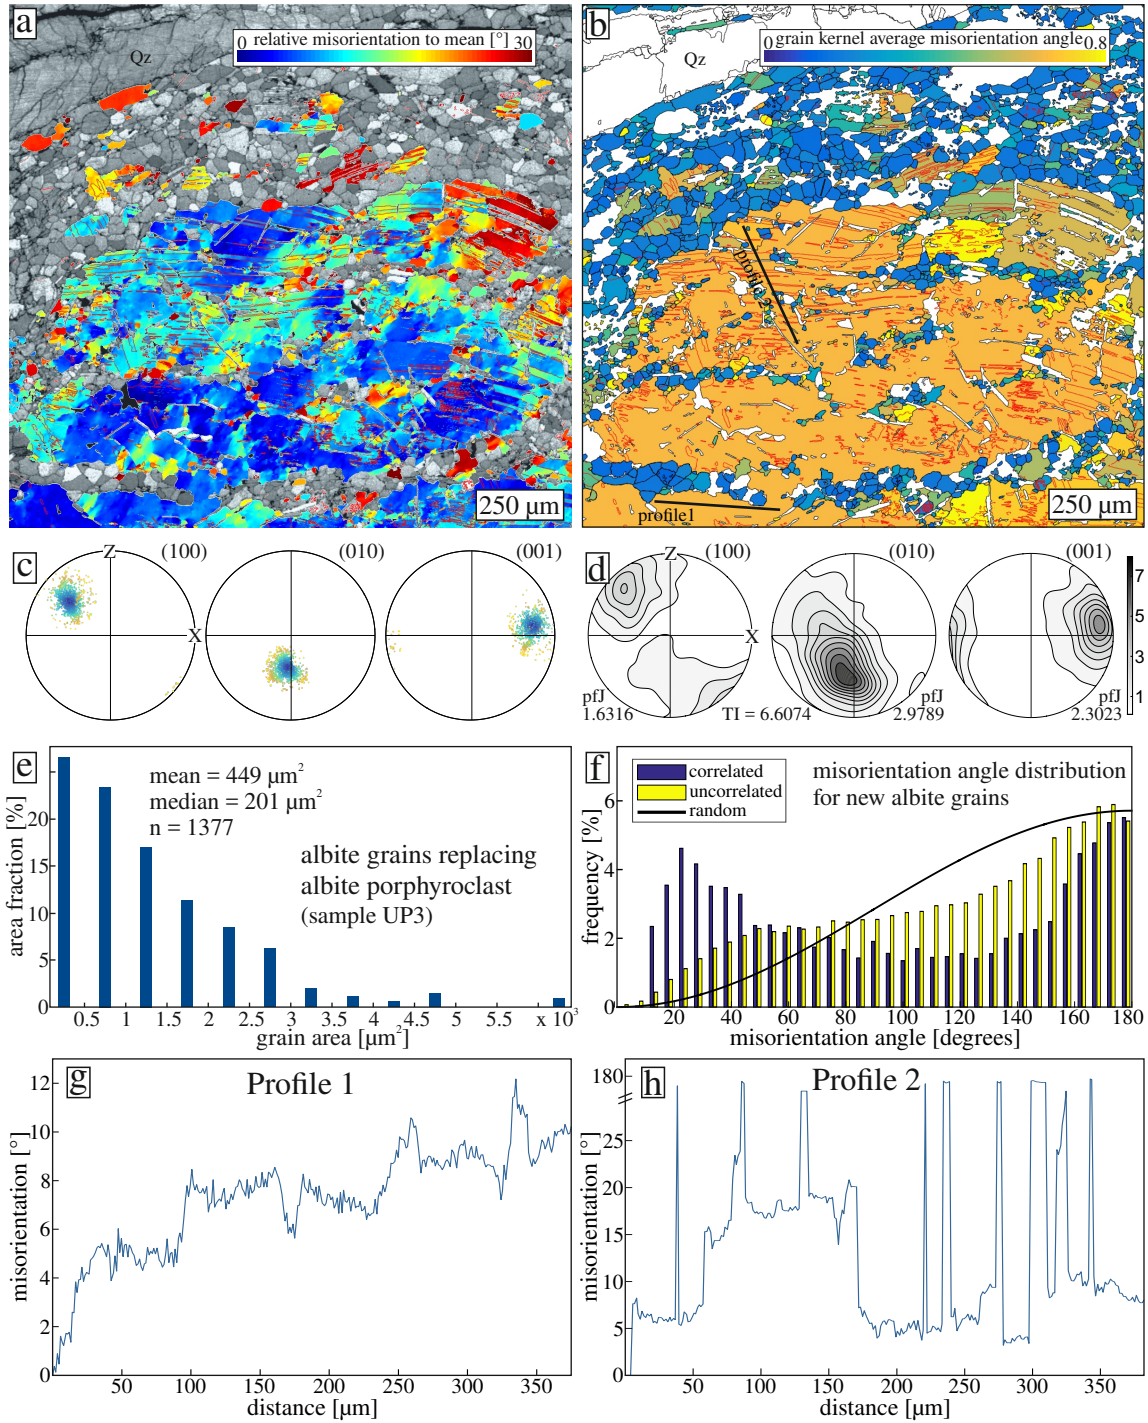 a
0 relative misorientation to mean [°] 30
Qz
250 µm
b
0 grain kernel average misorientation angle 0.8
Qz
profile 2
profile1
250 µm
c
Z
(100)
(010)
(001)
X
d
Z
(100)
(010)
(001)
X
7
5
3
1
pfJ
1.6316
TI = 6.6074
pfJ
2.9789
pfJ
2.3023
e
mean = 449 µm²
median = 201 µm²
n = 1377
albite grains replacing
albite porphyroclast
(sample UP3)
area fraction [%]
20
15
10
5
0
0.5 1 1.5 2 2.5 3 3.5 4 4.5 5 5.5 x 10³
grain area [µm²]
f
correlated
uncorrelated
random
misorientation angle distribution
for new albite grains
frequency [%]
6
4
2
0
20 40 60 80 100 120 140 160 180
misorientation angle [degrees]
g
Profile 1
misorientation [°]
12
10
8
6
4
2
0
50 100 150 200 250 300 350
distance [µm]
h
Profile 2
misorientation [°]
180
25
20
15
10
5
0
50 100 150 200 250 300 350
distance [µm]